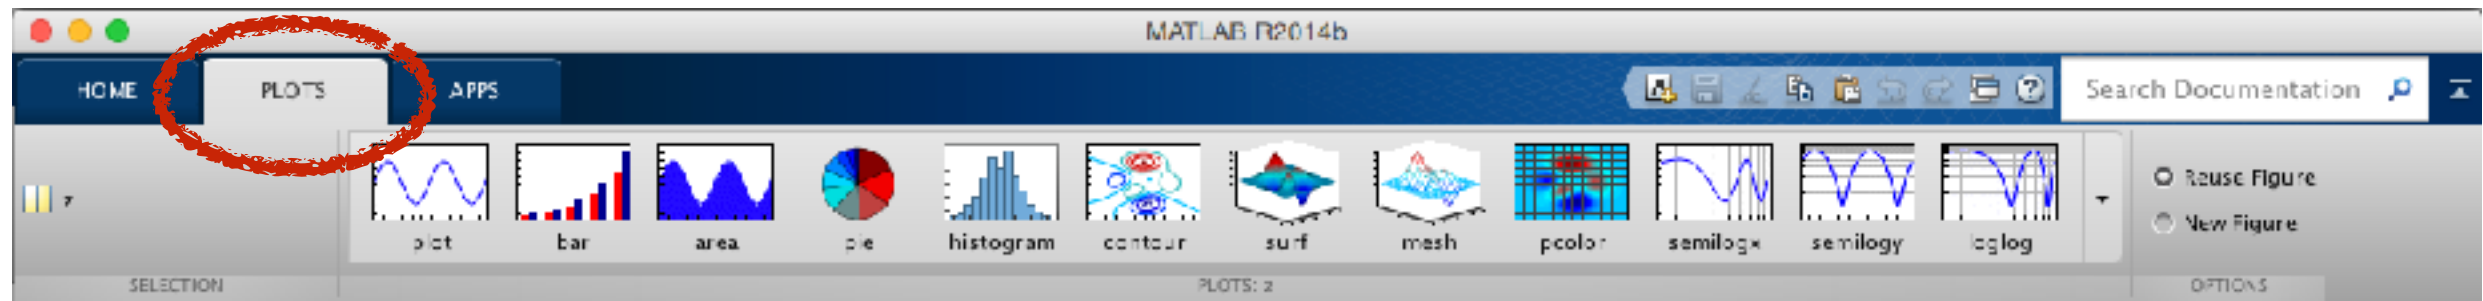 MATLAB R2014b
HOME PLOTS APPS
Search Documentation
z
plot bar area pie histogram contour surf mesh pcolor semilogx semilogy loglog
Reuse Figure
New Figure
SELECTION PLOTS: z OPTIONS